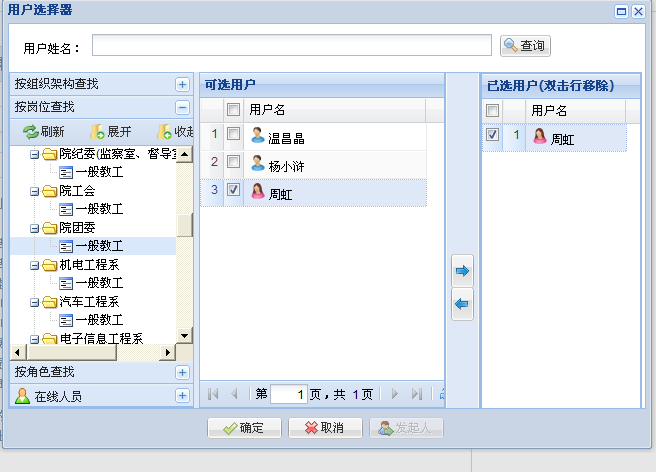 用户选择器
用户姓名：
查询
按组织架构查找
按岗位查找
刷新 展开 收起
院纪委(监察室、督导室
一般教工
院工会
一般教工
院团委
一般教工
机电工程系
一般教工
汽车工程系
一般教工
电子信息工程系
按角色查找
在线人员
可选用户
用户名
1 温昌晶
2 杨小浒
3 周虹
第 1 页，共 1页
已选用户(双击行移除)
用户名
1 周虹
确定 取消 发起人